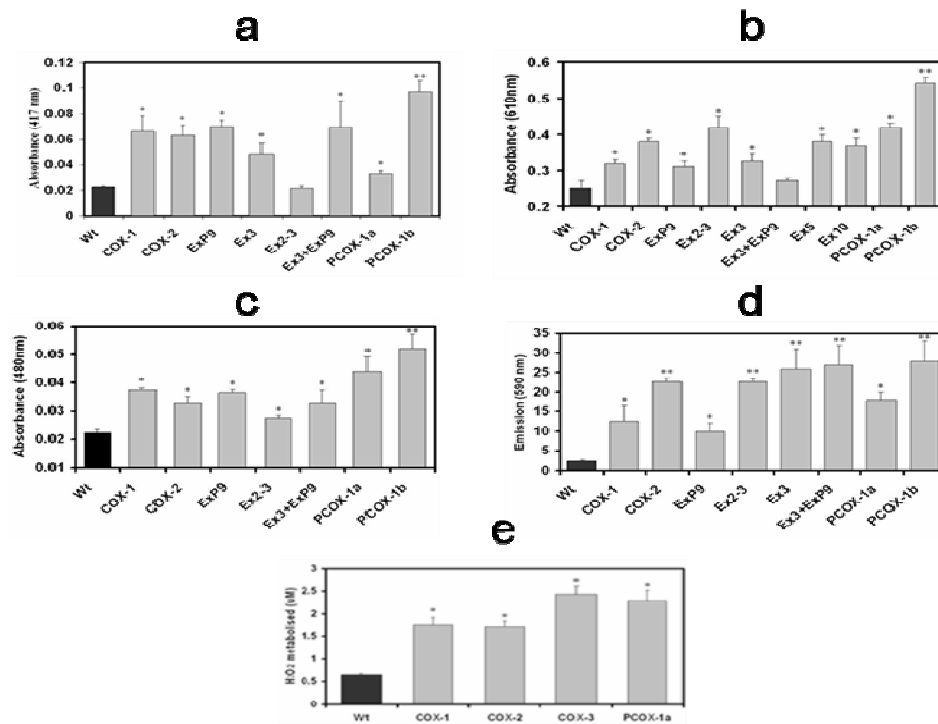 a
Absorbance (417 nm)
0.12
0.1
0.08
0.06
0.04
0.02
0
* * * ** * * **
Wt COX-1 COX-2 ExP9 Ex3 Ex2-3 Ex3+ExP9 PCOX-1a PCOX-1b
b
Absorbance (610nm)
0.6
0.5
0.4
0.3
0.2
Wt COX-1 COX-2 ExP9 Ex2-3 Ex3 Ex3+ExP9 Ex5 Ex10 PCOX-1a PCOX-1b
c
Absorbance (480nm)
0.06
0.05
0.04
0.03
0.02
0.01
Wt COX-1 COX-2 ExP9 Ex2-3 Ex3+ExP9 PCOX-1a PCOX-1b
d
Emission (590 nm)
35
30
25
20
15
10
5
0
* ** * ** ** ** * **
Wt COX-1 COX-2 ExP9 Ex2-3 Ex3 Ex3+ExP9 PCOX-1a PCOX-1b
e
H2O2 metabolised (uM)
3
2.5
2
1.5
1
0.5
0
* * * *
Wt COX-1 COX-2 COX-3 PCOX-1a